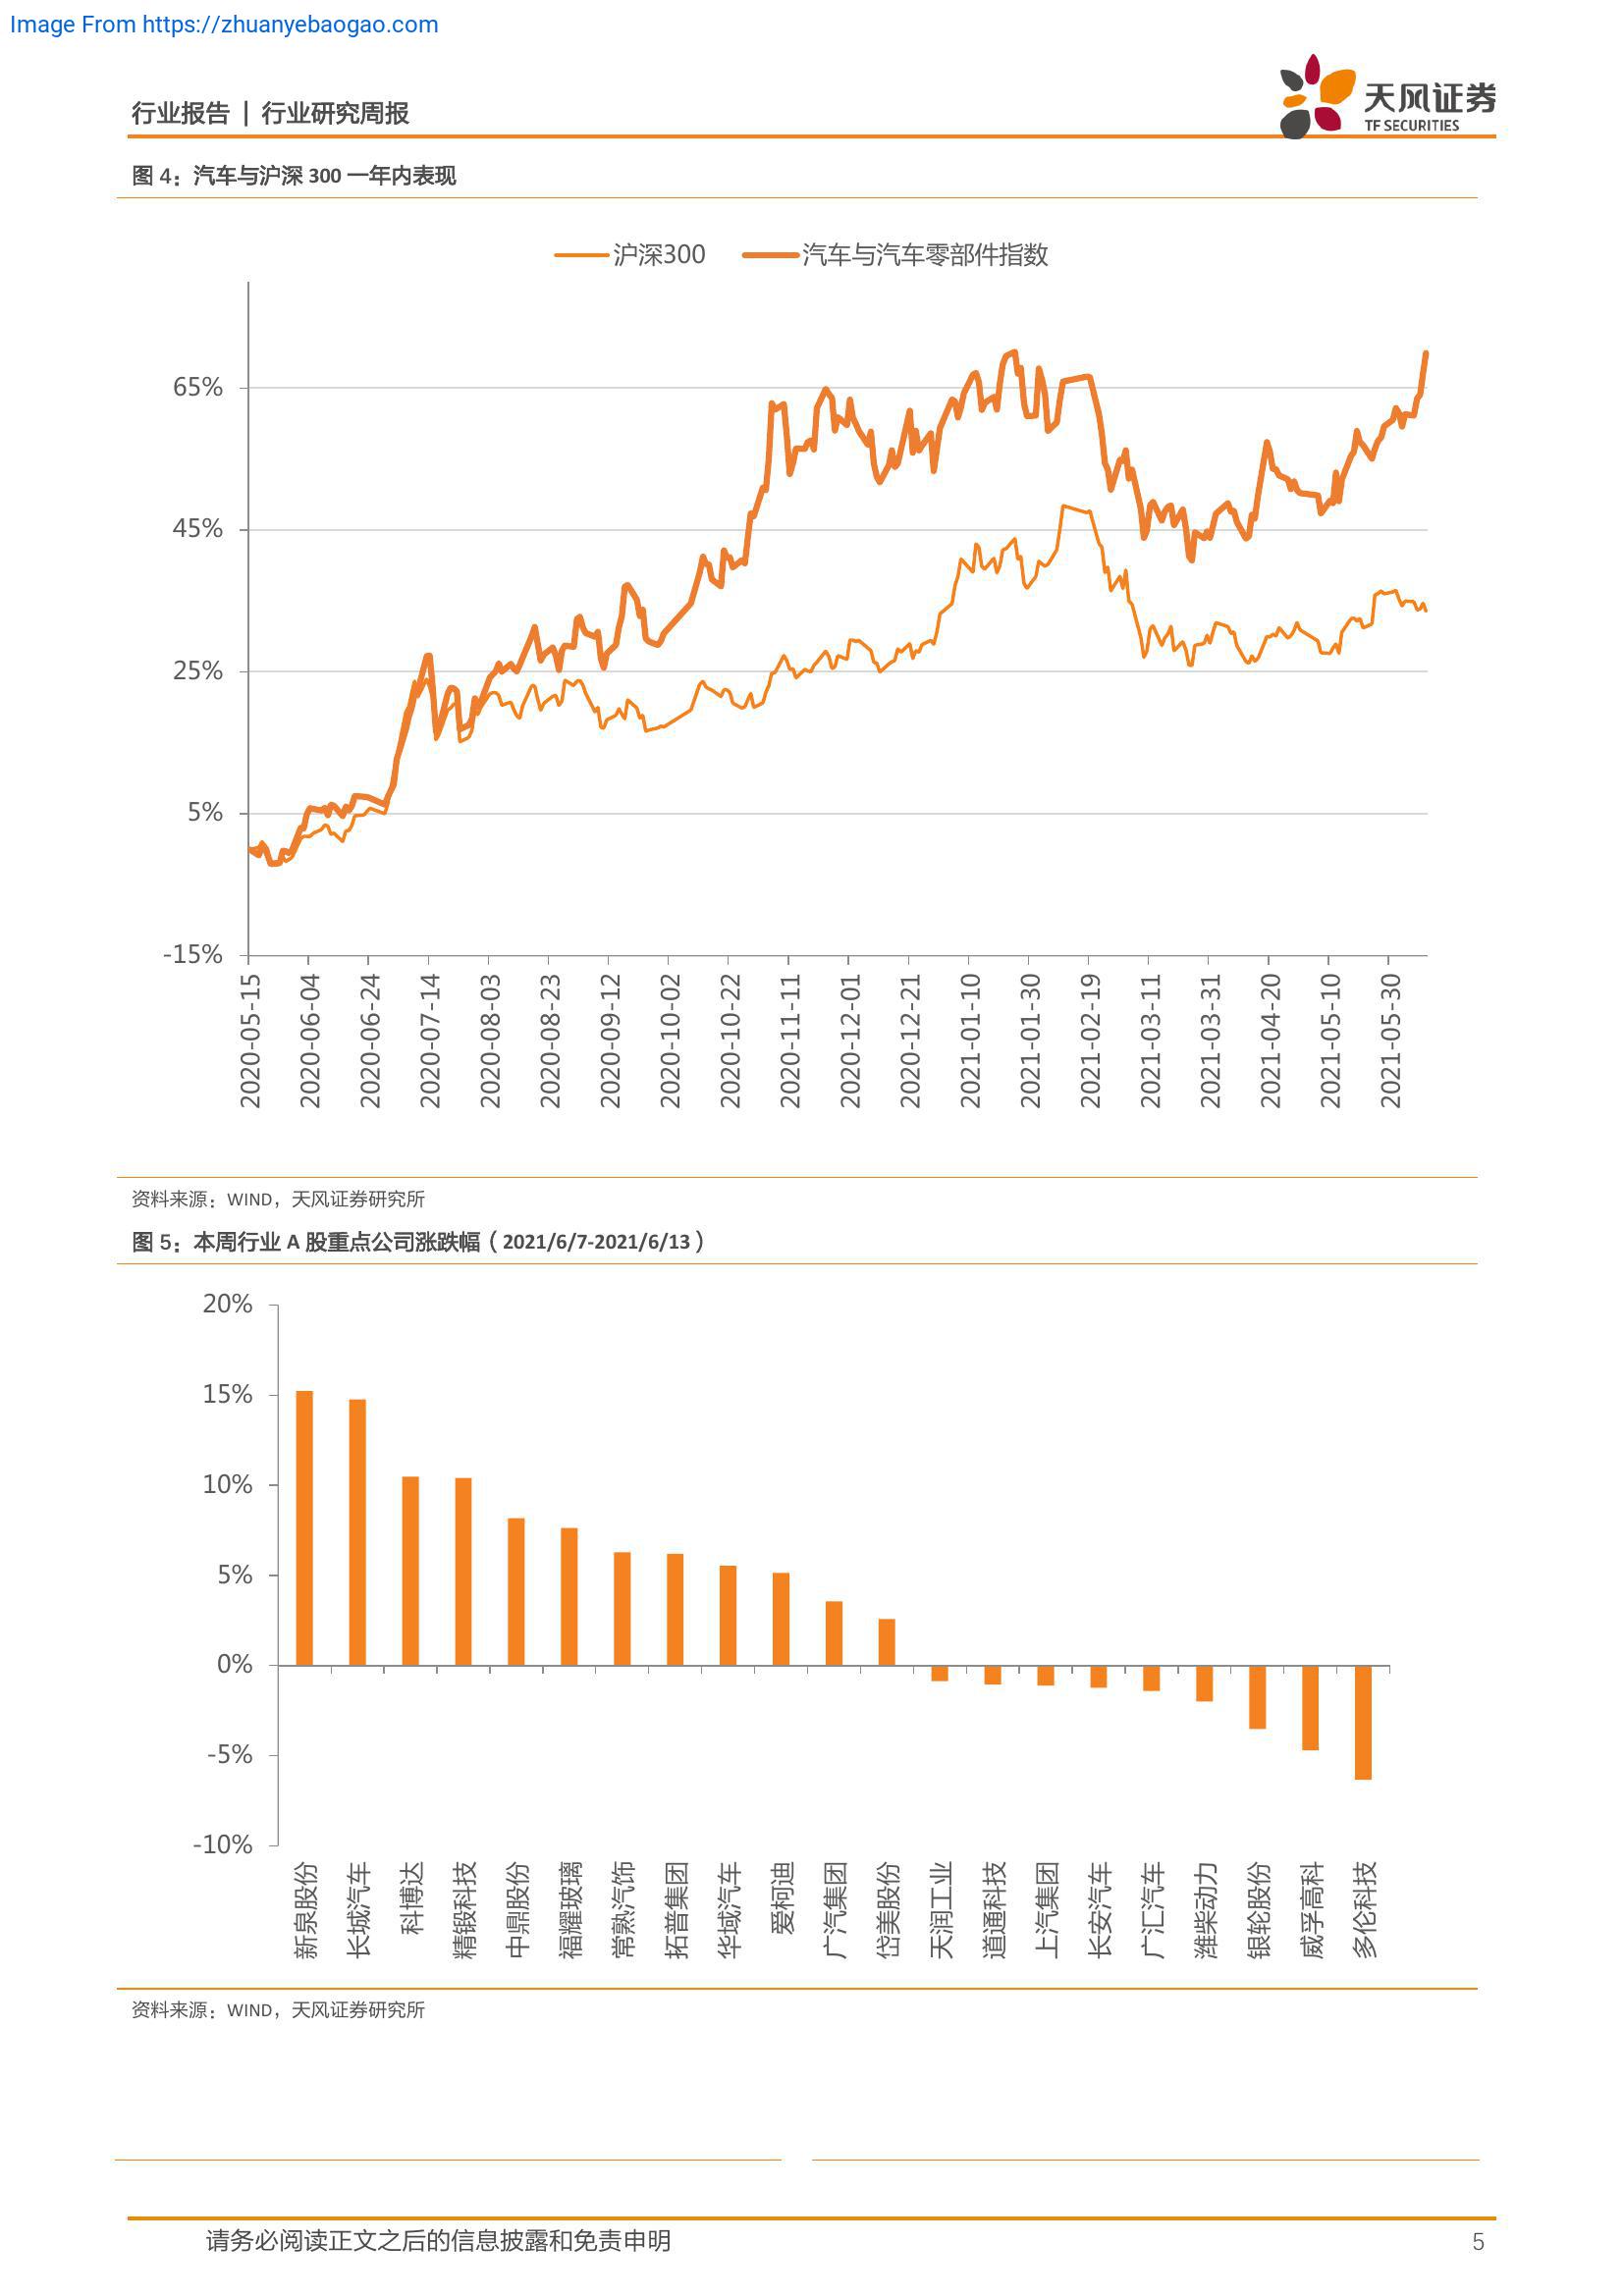 Image From https://zhuanyebaogao.com
行业报告 | 行业研究周报
天风证券
TF SECURITIES
图 4：汽车与沪深 300 一年内表现
沪深300 汽车与汽车零部件指数
65%
45%
25%
5%
-15%
2020-05-15
2020-06-04
2020-06-24
2020-07-14
2020-08-03
2020-08-23
2020-09-12
2020-10-02
2020-10-22
2020-11-11
2020-12-01
2020-12-21
2021-01-10
2021-01-30
2021-02-19
2021-03-11
2021-03-31
2021-04-20
2021-05-10
2021-05-30
资料来源：WIND，天风证券研究所
图 5：本周行业 A 股重点公司涨跌幅（2021/6/7-2021/6/13）
20%
15%
10%
5%
0%
-5%
-10%
新泉股份
长城汽车
科博达
精锻科技
中鼎股份
福耀玻璃
常熟汽饰
拓普集团
华域汽车
爱柯迪
广汽集团
岱美股份
天润工业
道通科技
上汽集团
长安汽车
广汇汽车
潍柴动力
银轮股份
威孚高科
多伦科技
资料来源：WIND，天风证券研究所
请务必阅读正文之后的信息披露和免责申明 5